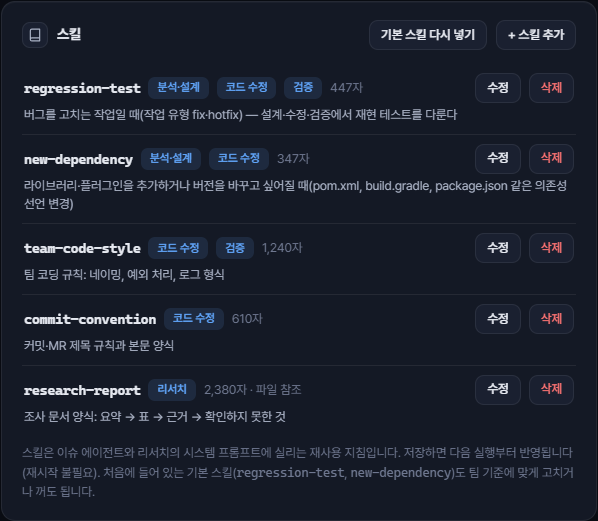 스킬
기본 스킬 다시 넣기
+ 스킬 추가
regression-test 분석·설계 코드 수정 검증 447자 수정 삭제
버그를 고치는 작업일 때(작업 유형 fix·hotfix) — 설계·수정·검증에서 재현 테스트를 다룬다
new-dependency 분석·설계 코드 수정 347자 수정 삭제
라이브러리·플러그인을 추가하거나 버전을 바꾸고 싶어질 때(pom.xml, build.gradle, package.json 같은 의존성
선언 변경)
team-code-style 코드 수정 검증 1,240자 수정 삭제
팀 코딩 규칙: 네이밍, 예외 처리, 로그 형식
commit-convention 코드 수정 610자 수정 삭제
커밋·MR 제목 규칙과 본문 양식
research-report 리서치 2,380자 · 파일 참조 수정 삭제
조사 문서 양식: 요약 → 표 → 근거 → 확인하지 못한 것
스킬은 이슈 에이전트와 리서치의 시스템 프롬프트에 실리는 재사용 지침입니다. 저장하면 다음 실행부터 반영됩니다
(재시작 불필요). 처음에 들어 있는 기본 스킬(regression-test, new-dependency)도 팀 기준에 맞게 고치거
나 꺼도 됩니다.